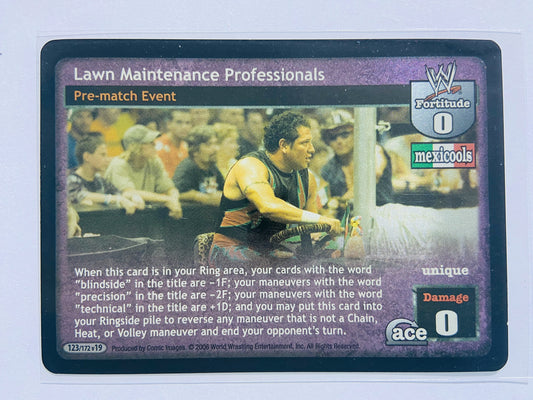 Lawn Maintenance Professionals
Pre-match Event
W
Fortitude
0
mexicools
When this card is in your Ring area, your cards with the word
"blindside" in the title are -1F; your maneuvers with the word
"precision" in the title are -2F; your maneuvers with the word
"technical" in the title are +1D; and you may put this card into
your Ringside pile to reverse any maneuver that is not a Chain,
Heat, or Volley maneuver and end your opponent's turn.
unique
Damage
0
ace
123/172 V19
Produced by Comic Images. © 2006 World Wrestling Entertainment, Inc. All Rights Reserved.